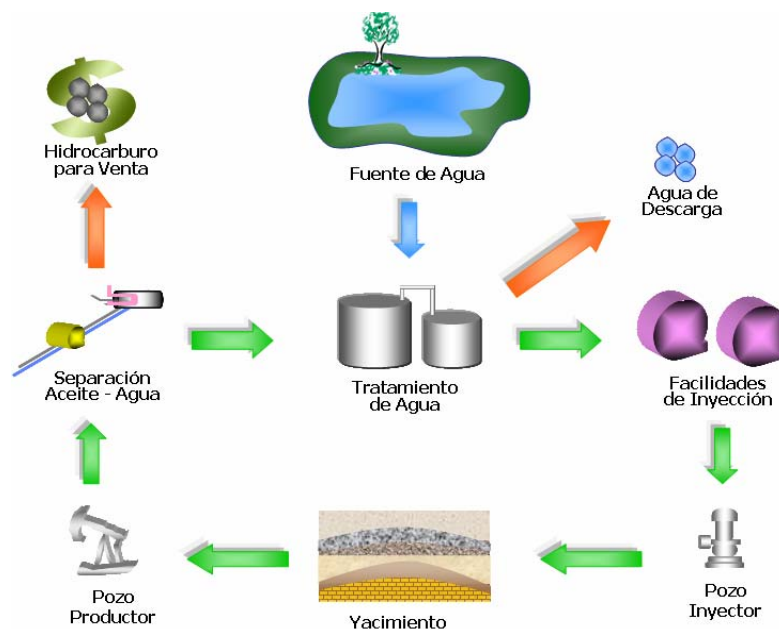 Hidrocarburo
para Venta
Fuente de Agua
Agua de
Descarga
Separación
Aceite - Agua
Tratamiento
de Agua
Facilidades
de Inyección
Pozo
Productor
Yacimiento
Pozo
Inyector